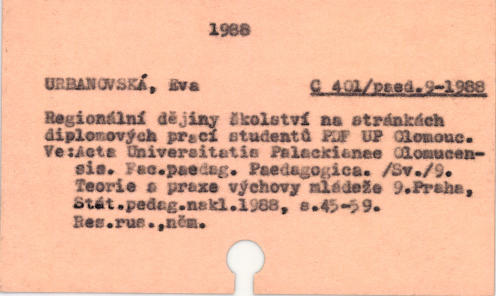 1988
URBANOVSKÁ, Eva C 401/paed.9-1988
Regionální dějiny školství na stránkách
diplomových prací studentů PDF UP Olomouc.
Ve:Acta Universitatis Palackianae Olomucen-
sis. Fac.paedag. Paedagogica. /Sv./9.
Teorie a praxe výchovy mládeže 9.Praha,
Stát.pedag.nakl.1988, s.45-59.
Res.rus.,něm.